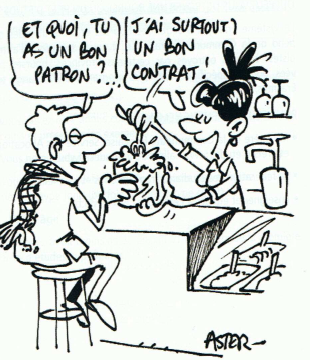 ET QUOI, TU
AS UN BON
PATRON ?...
J'AI SURTOUT
UN BON
CONTRAT !
ASTER